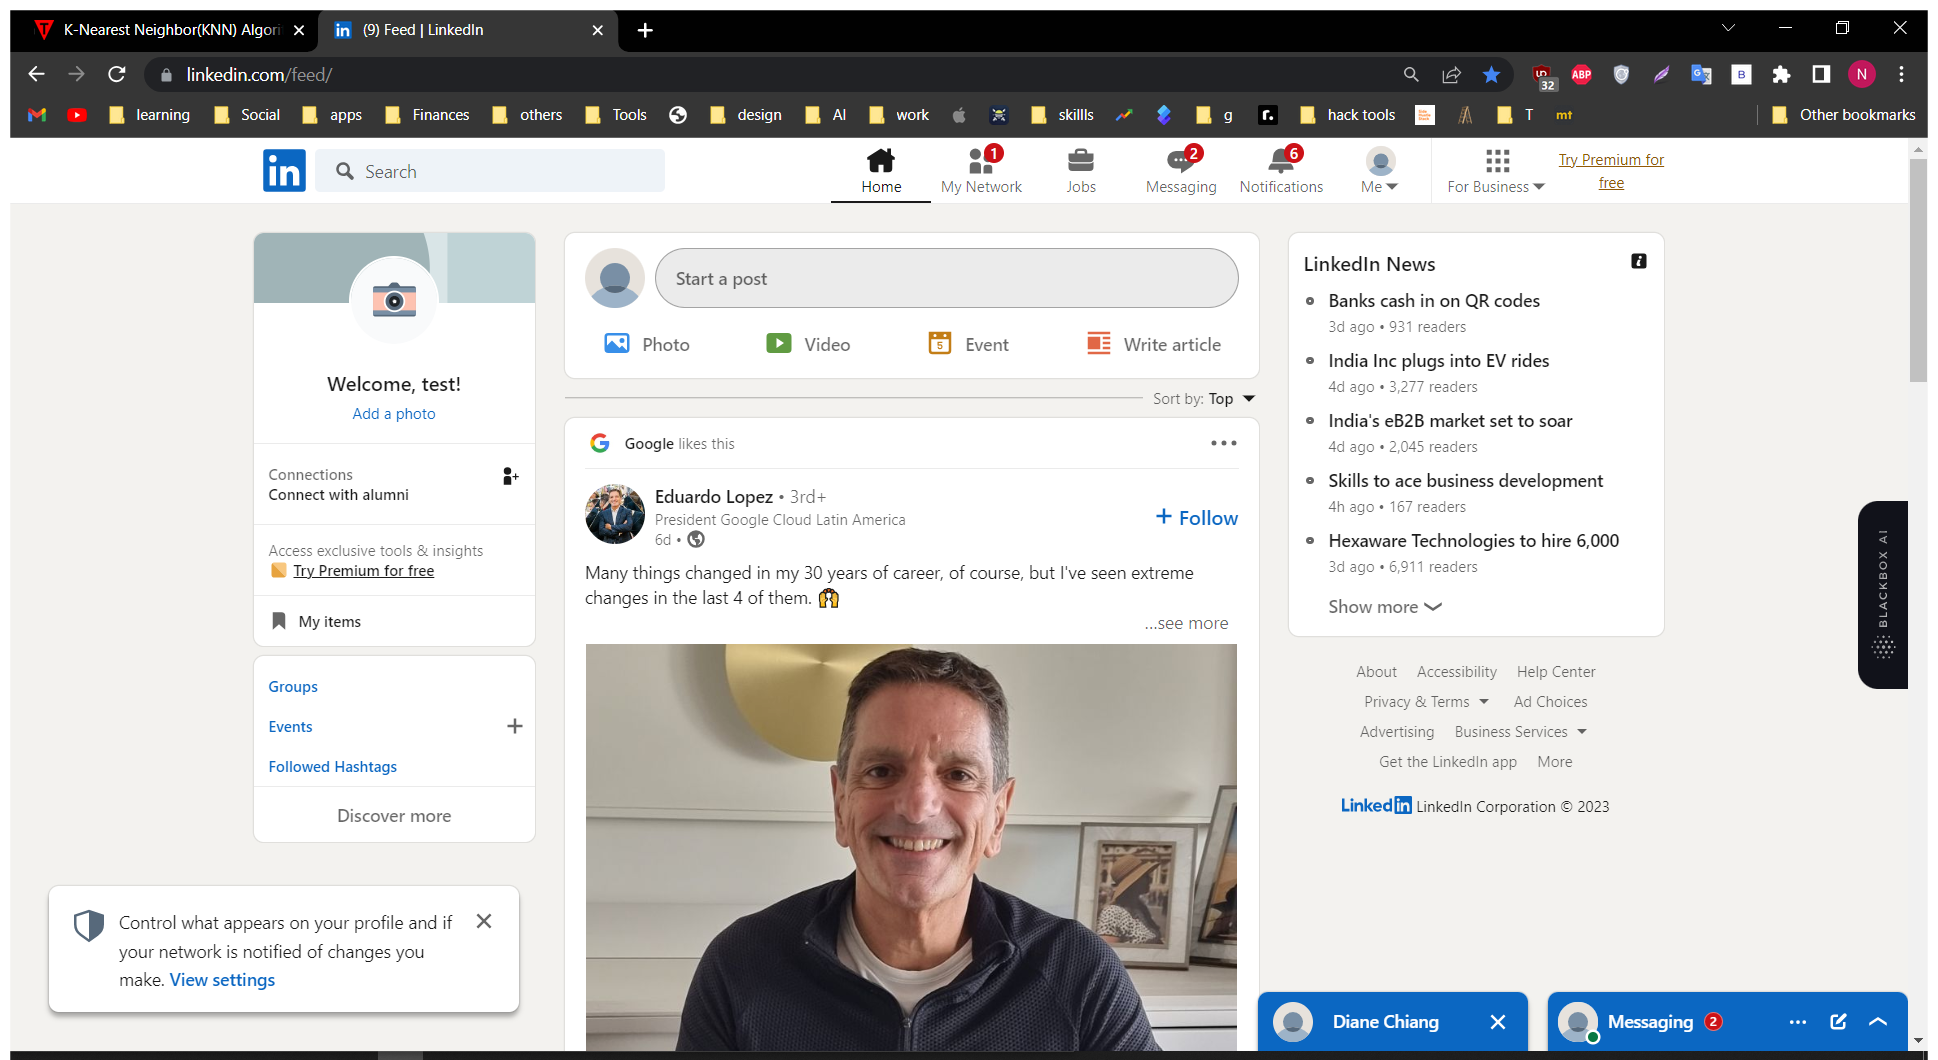 K-Nearest Neighbor(KNN) Algori
(9) Feed | LinkedIn
linkedin.com/feed/
32
ABP
B
N
learning
Social
apps
Finances
others
Tools
design
AI
work
skillls
g
hack tools
T
mt
Other bookmarks
in
Search
Home
1
My Network
Jobs
2
Messaging
6
Notifications
Me
For Business
Try Premium for
free
Welcome, test!
Add a photo
Connections
Connect with alumni
Access exclusive tools & insights
Try Premium for free
My items
Groups
Events
Followed Hashtags
Discover more
Control what appears on your profile and if
your network is notified of changes you
make. View settings
Start a post
Photo
Video
5
Event
Write article
Sort by: Top
Google likes this
Eduardo Lopez • 3rd+
President Google Cloud Latin America
6d •
Follow
Many things changed in my 30 years of career, of course, but I've seen extreme
changes in the last 4 of them. 🙌
...see more
LinkedIn News
Banks cash in on QR codes
3d ago • 931 readers
India Inc plugs into EV rides
4d ago • 3,277 readers
India's eB2B market set to soar
4d ago • 2,045 readers
Skills to ace business development
4h ago • 167 readers
Hexaware Technologies to hire 6,000
3d ago • 6,911 readers
Show more
About Accessibility Help Center
Privacy & Terms Ad Choices
Advertising Business Services
Get the LinkedIn app More
LinkedIn LinkedIn Corporation © 2023
BLACKBOX AI
Diane Chiang
Messaging 2